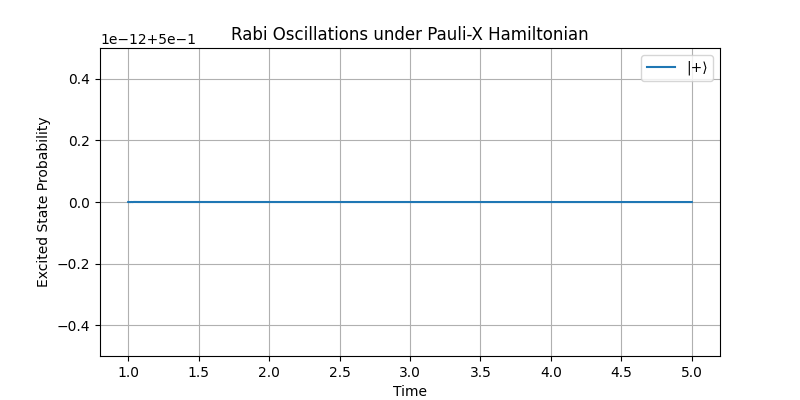 Rabi Oscillations under Pauli-X Hamiltonian
1e−12+5e−1
|+⟩
0.4
0.2
0.0
−0.2
−0.4
Excited State Probability
1.0 1.5 2.0 2.5 3.0 3.5 4.0 4.5 5.0
Time